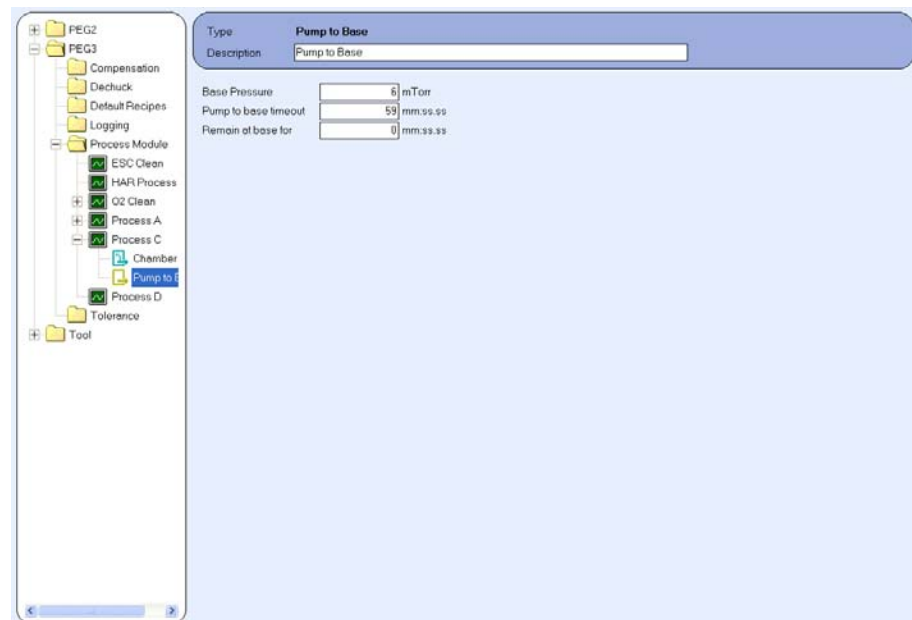 PEG2
PEG3
Compensation
Dechuck
Default Recipes
Logging
Process Module
ESC Clean
HAR Process
O2 Clean
Process A
Process C
Chamber
Pump to B
Process D
Tolerance
Tool
Type Pump to Base
Description Pump to Base
Base Pressure 6 mTorr
Pump to base timeout 59 mm:ss.ss
Remain at base for 0 mm:ss.ss